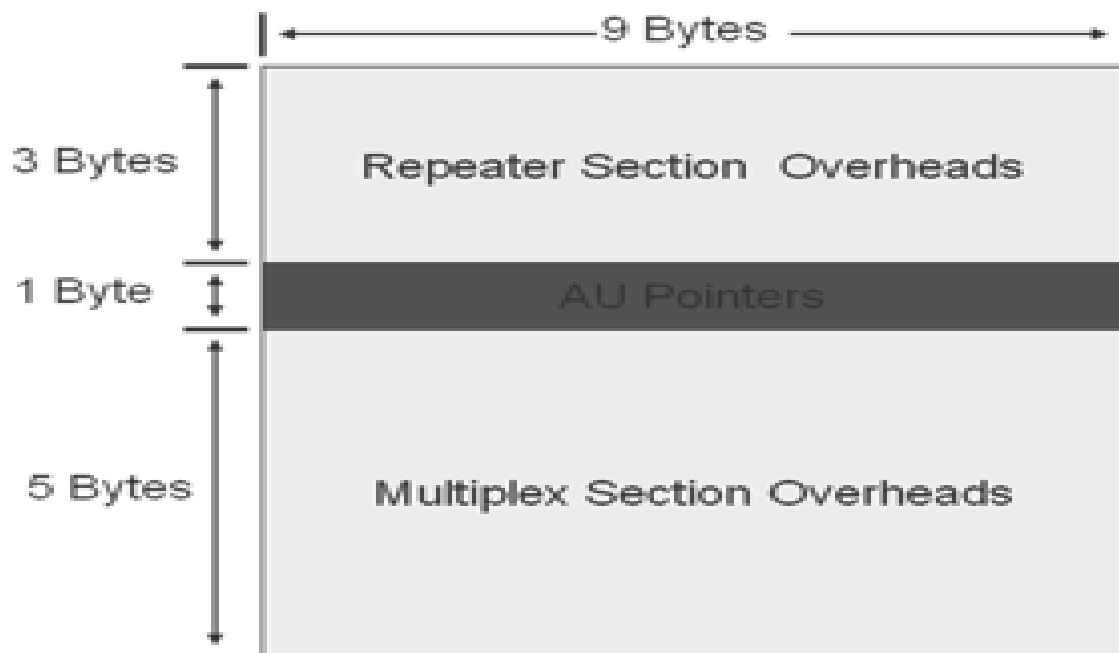 9 Bytes
3 Bytes
Repeater Section Overheads
1 Byte
AU Pointers
5 Bytes
Multiplex Section Overheads